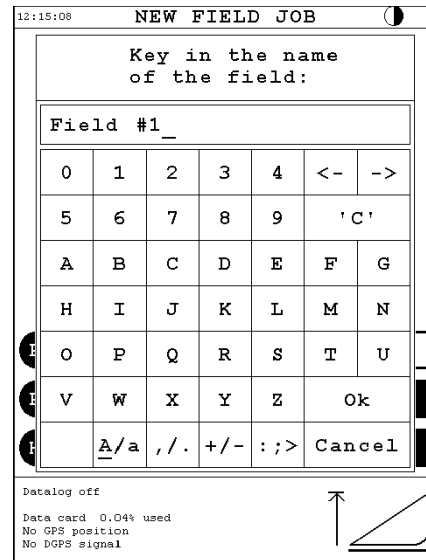 12:15:08 NEW FIELD JOB
Key in the name
of the field:
Field #1_
0 1 2 3 4 <- ->
5 6 7 8 9 'C'
A B C D E F G
H I J K L M N
O P Q R S T U
V W X Y Z Ok
A/a ,/. +/- :;> Cancel
Datalog off
Data card 0.04% used
No GPS position
No DGPS signal